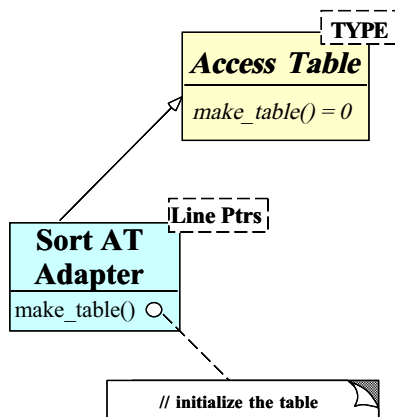 TYPE
Access Table
make_table() = 0
Line Ptrs
Sort AT
Adapter
make_table()
// initialize the table